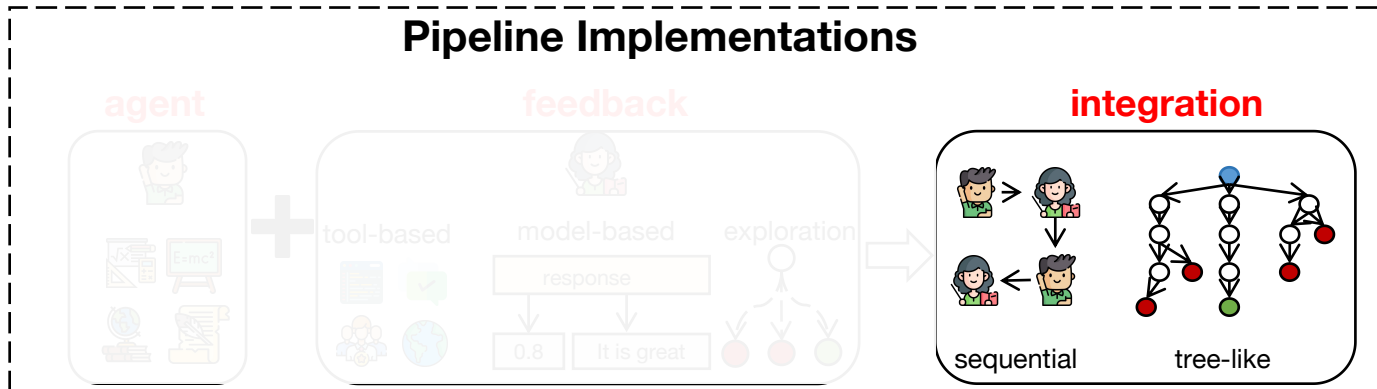 Pipeline Implementations
agent
feedback
integration
tool-based
model-based
exploration
response
0.8
It is great
E=mc²
sequential
tree-like